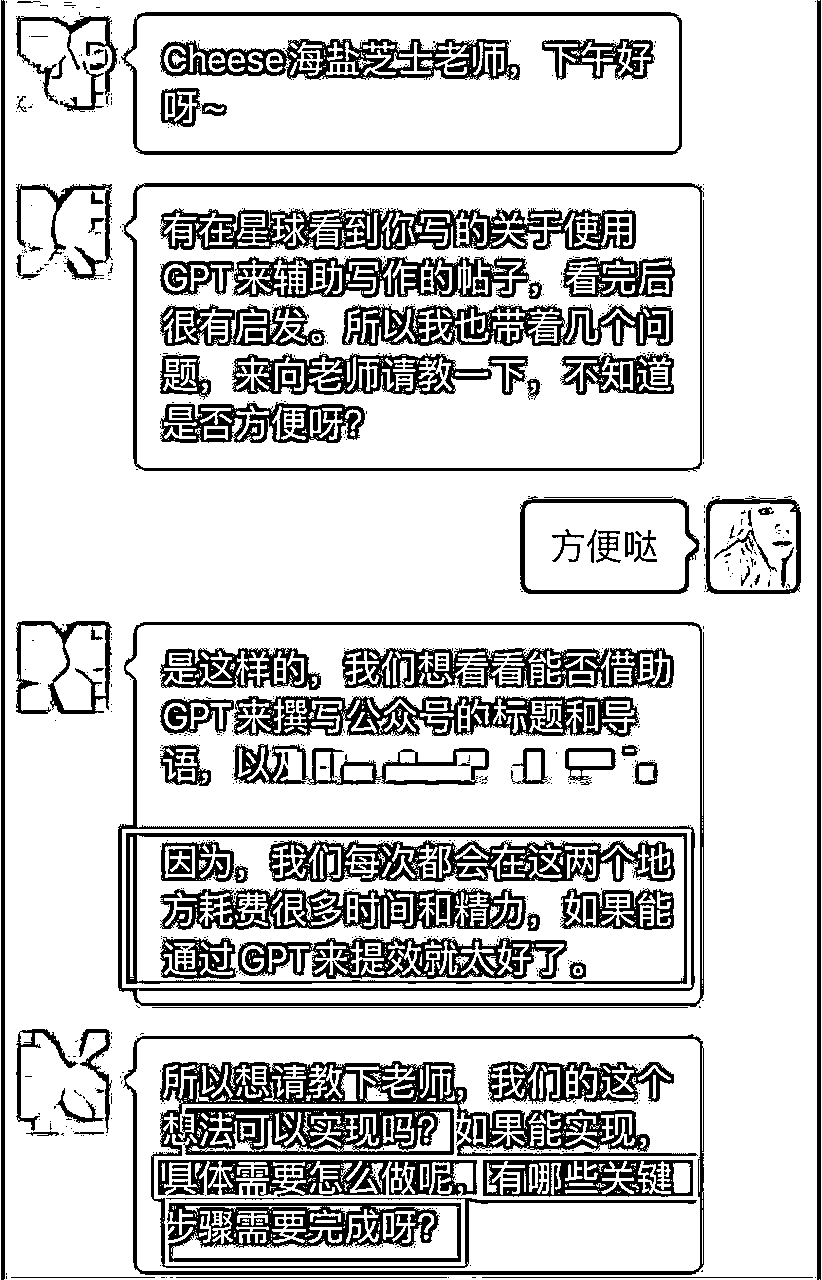 Cheese海盐芝士老师，下午好
呀~
有在星球看到你写的关于使用
GPT来辅助写作的帖子，看完后
很有启发。所以我也带着几个问
题，来向老师请教一下，不知道
是否方便呀？
方便哒
是这样的，我们想看看能否借助
GPT来撰写公众号的标题和导
语，以及
因为，我们每次都会在这两个地
方耗费很多时间和精力，如果能
通过GPT来提效就太好了。
所以想请教下老师，我们的这个
想法可以实现吗？如果能实现，
具体需要怎么做呢，有哪些关键
步骤需要完成呀？